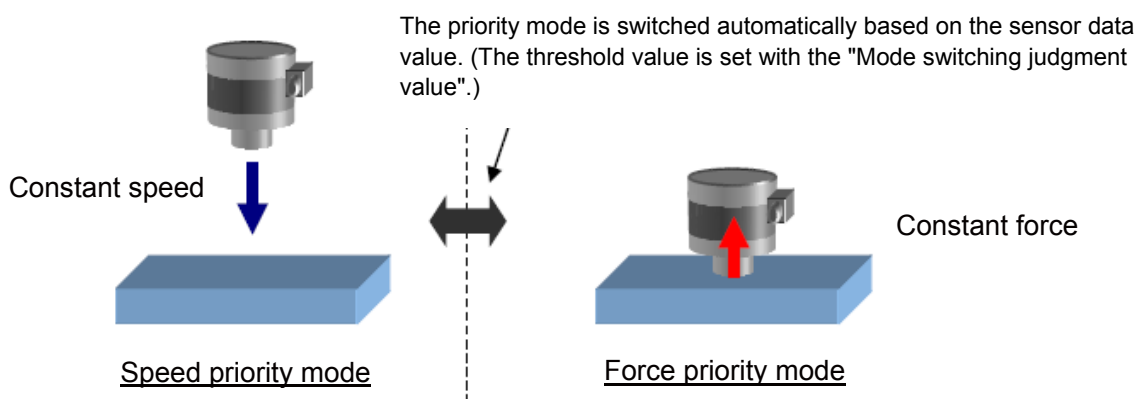 The priority mode is switched automatically based on the sensor data
value. (The threshold value is set with the "Mode switching judgment
value".)
Constant speed
Constant force
Speed priority mode
Force priority mode